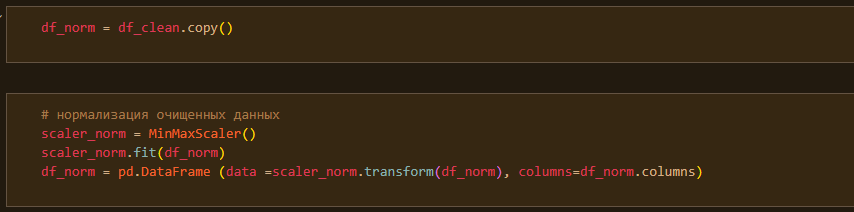 df_norm = df_clean.copy()
# нормализация очищенных данных
scaler_norm = MinMaxScaler()
scaler_norm.fit(df_norm)
df_norm = pd.DataFrame (data =scaler_norm.transform(df_norm), columns=df_norm.columns)